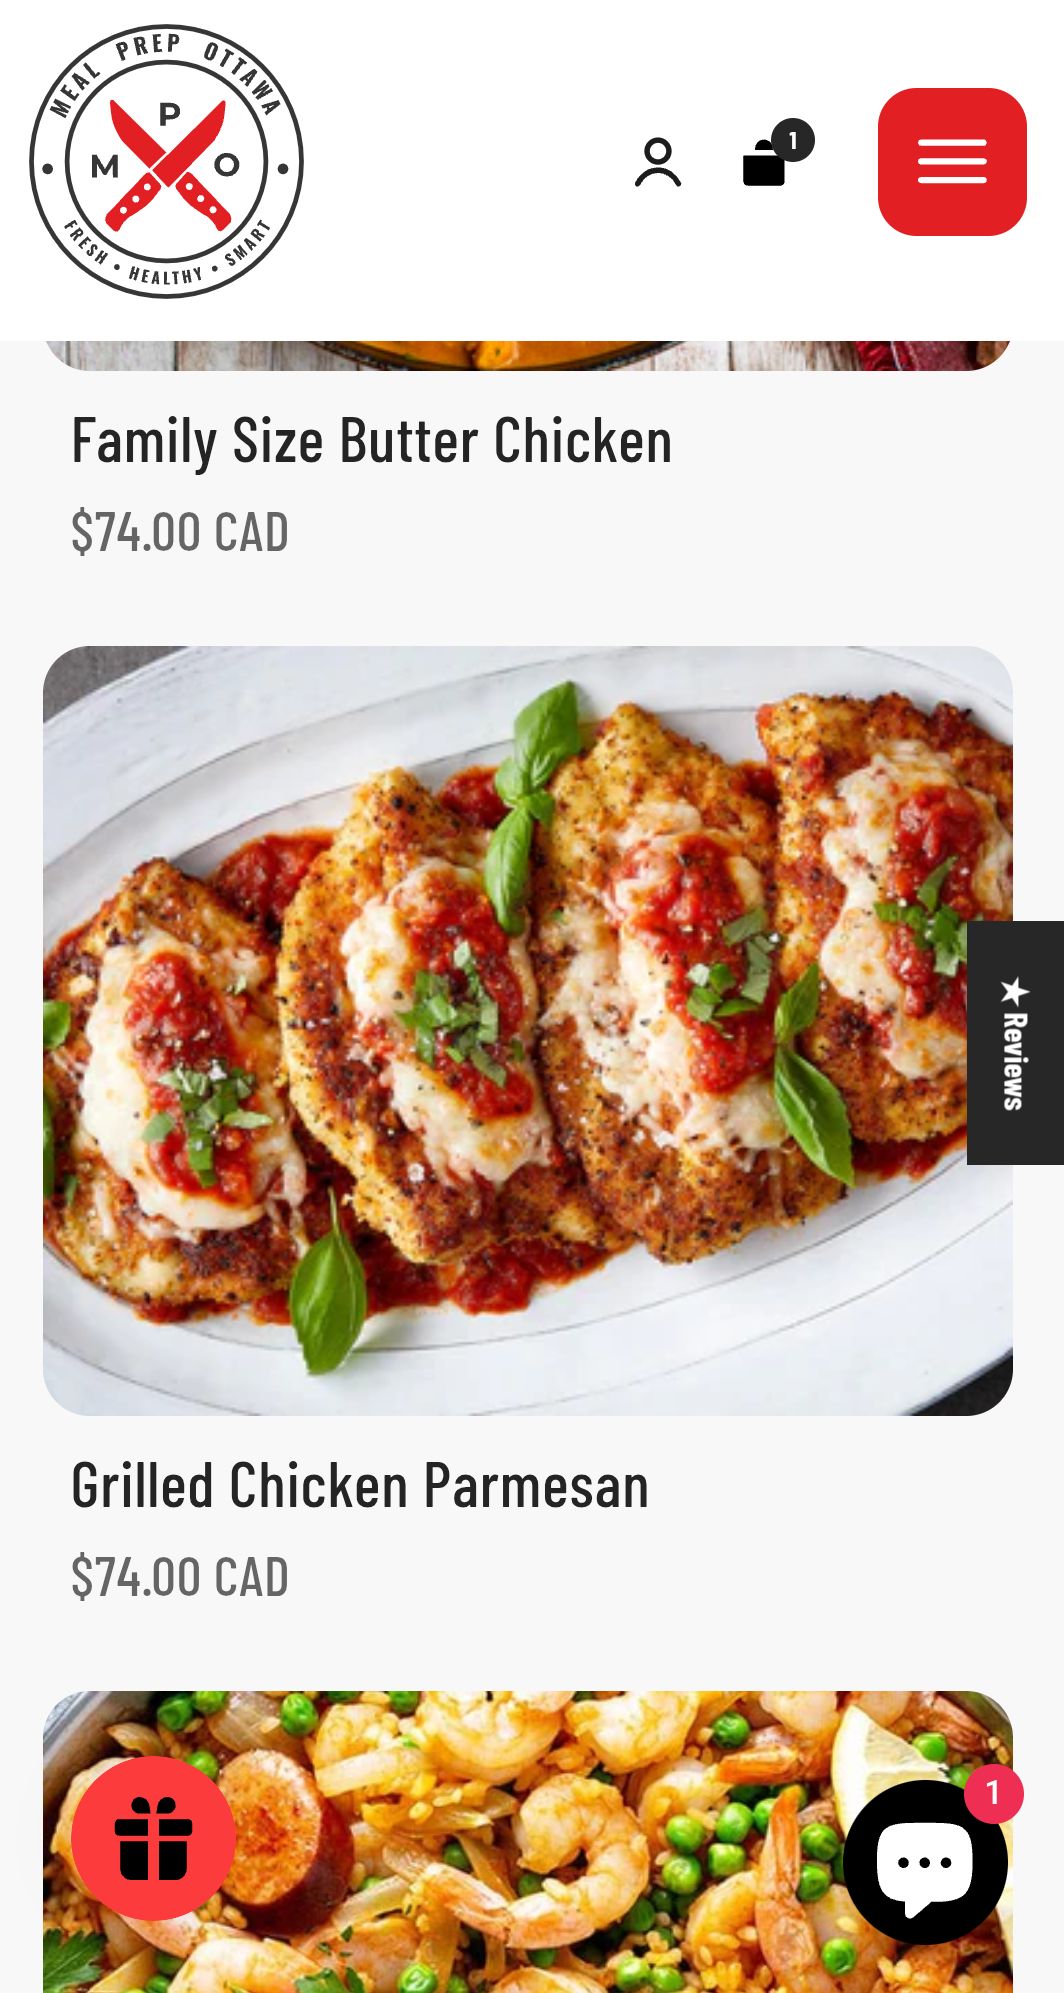 MEAL PREP OTTAWA
P
M O
FRESH • HEALTHY • SMART
1
Family Size Butter Chicken
$74.00 CAD
★ Reviews
Grilled Chicken Parmesan
$74.00 CAD
1